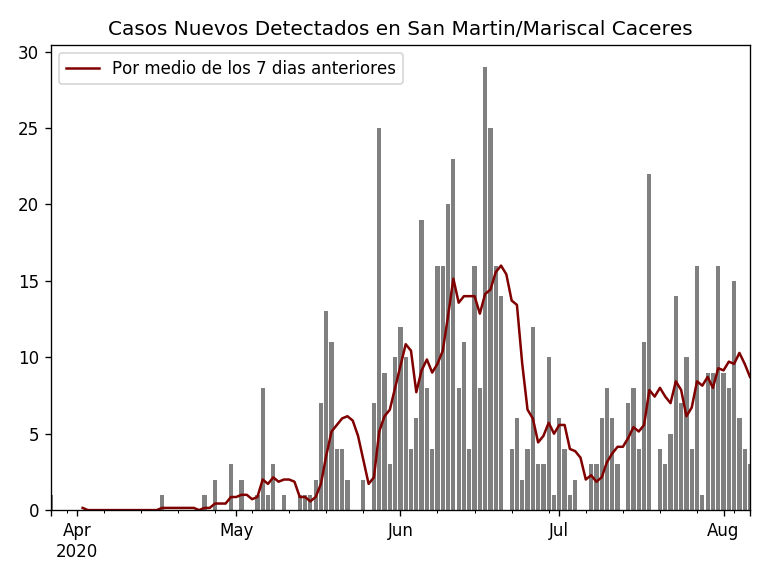 Casos Nuevos Detectados en San Martin/Mariscal Caceres
Por medio de los 7 dias anteriores
30
25
20
15
10
5
0
Apr May Jun Jul Aug
2020